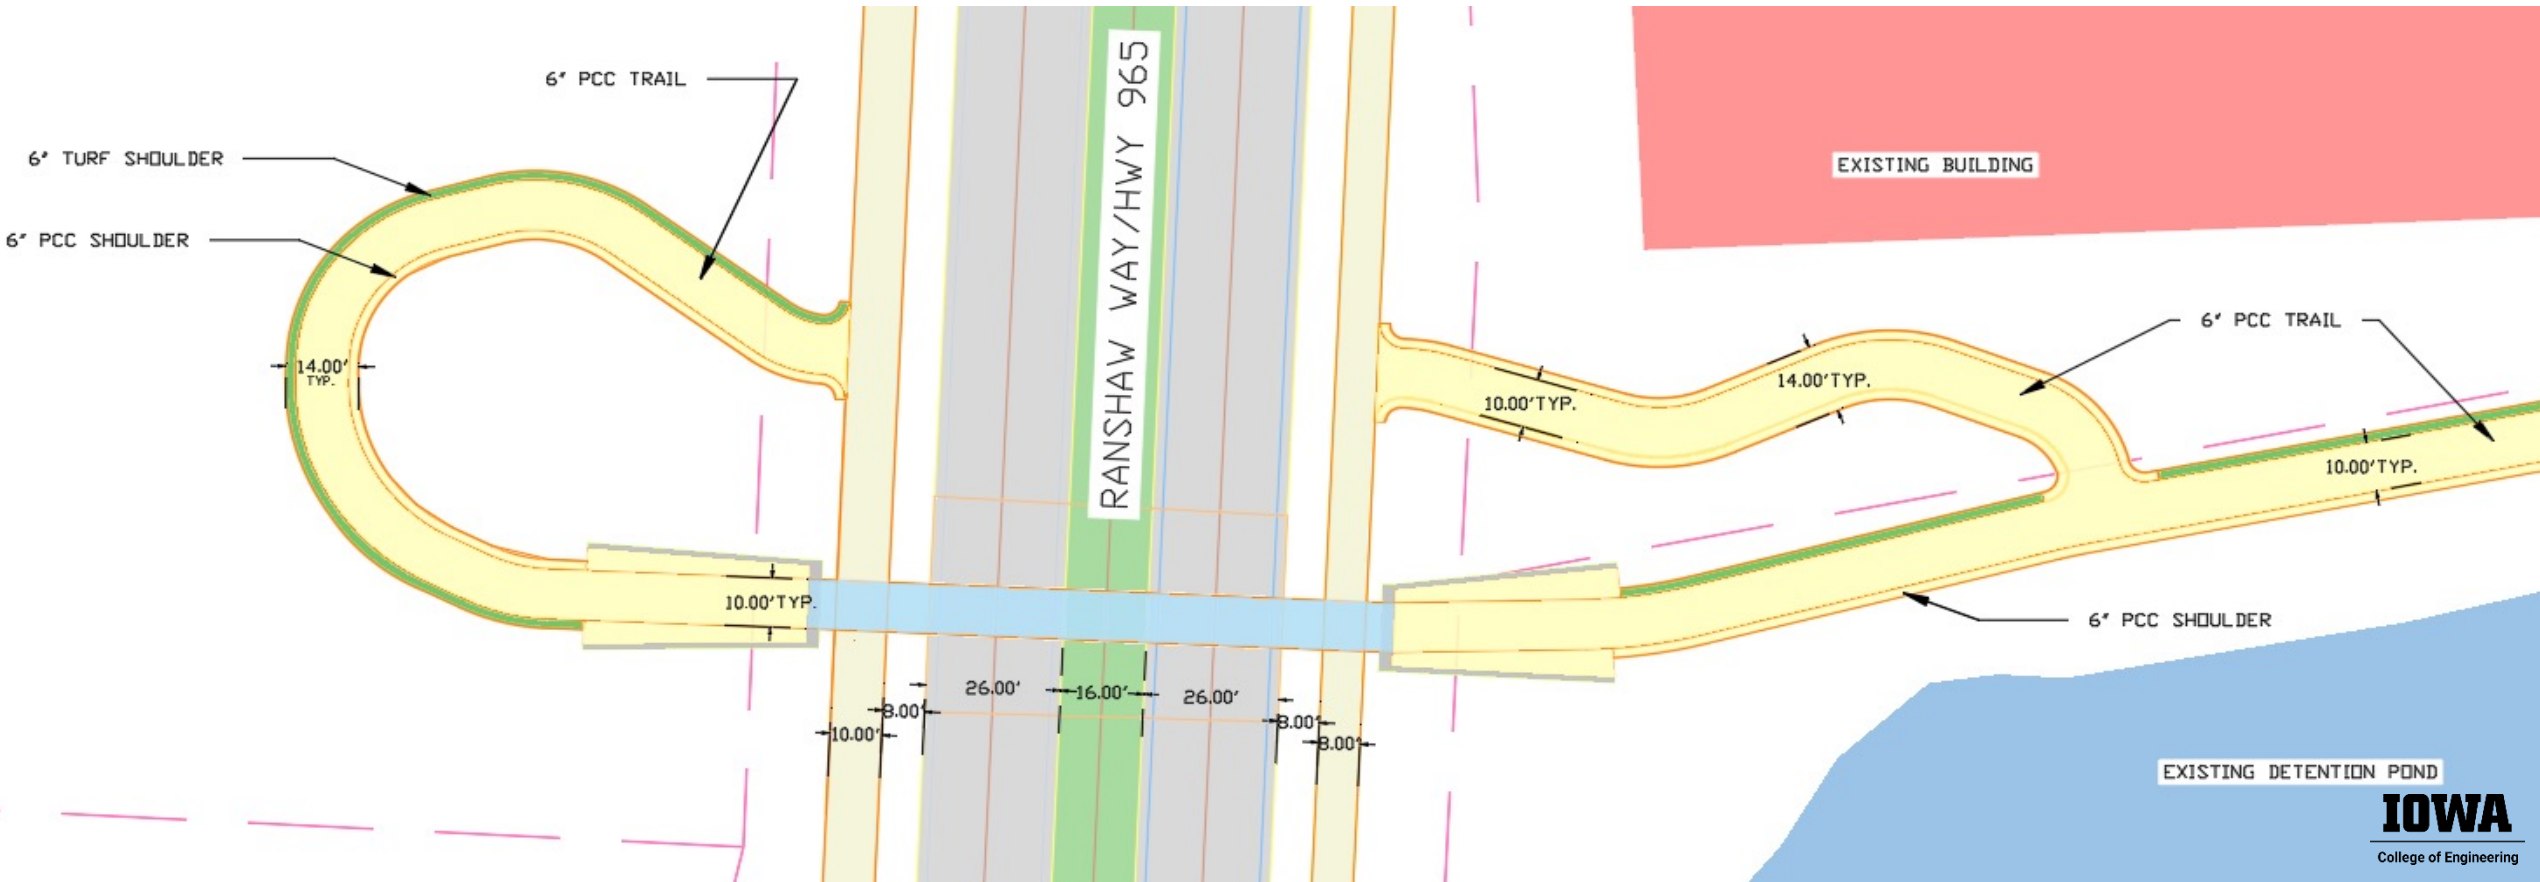 6" PCC TRAIL
6" TURF SHOULDER
6" PCC SHOULDER
14.00'
TYP.
10.00'TYP.
RANSHAW WAY/HWY 965
26.00'
16.00'
26.00'
8.00'
10.00'
8.00'
8.00'
EXISTING BUILDING
6" PCC TRAIL
14.00'TYP.
10.00'TYP.
10.00'TYP.
6" PCC SHOULDER
EXISTING DETENTION POND
IOWA
College of Engineering